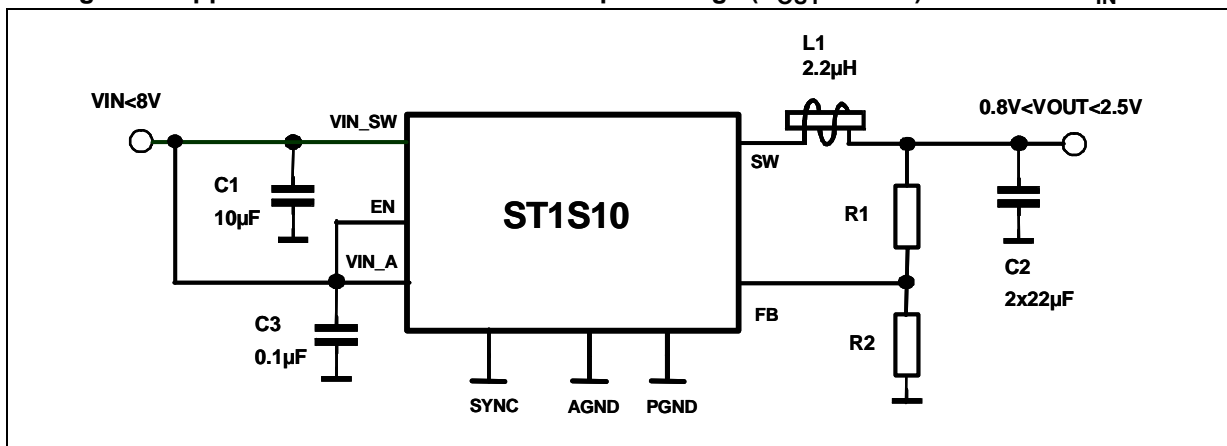 L1
2.2µH
VIN<8V
0.8V<VOUT<2.5V
VIN_SW
SW
C1
10µF
EN
ST1S10
R1
VIN_A
C2
2x22µF
FB
C3
0.1µF
R2
SYNC AGND PGND